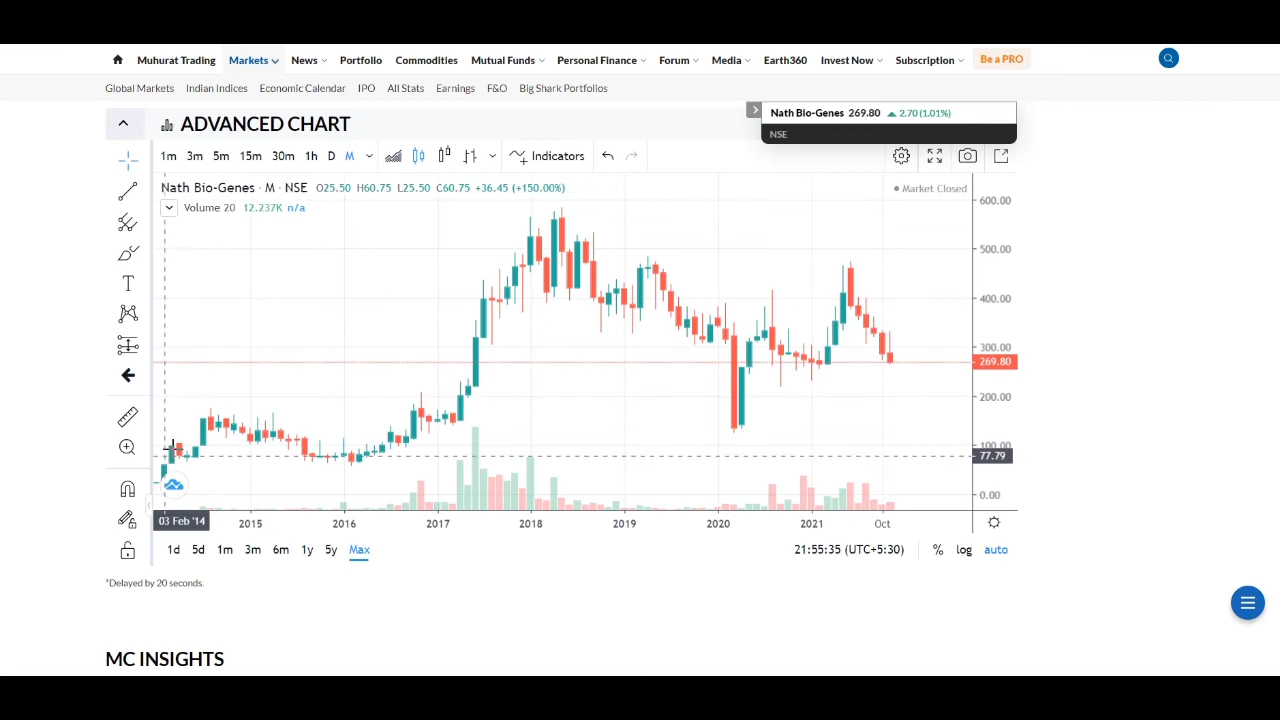 Muhurat Trading Markets News Portfolio Commodities Mutual Funds Personal Finance Forum Media Earth360 Invest Now Subscription Be a PRO
Global Markets Indian Indices Economic Calendar IPO All Stats Earnings F&O Big Shark Portfolios
Nath Bio-Genes 269.80 ▲ 2.70 (1.01%)
NSE
ADVANCED CHART
1m 3m 5m 15m 30m 1h D M Indicators
Nath Bio-Genes · M · NSE O25.50 H60.75 L25.50 C60.75 +36.45 (+150.00%)
Market Closed
Volume 20 12.237K n/a
600.00
500.00
400.00
300.00
269.80
200.00
100.00
77.79
0.00
03 Feb '14 2015 2016 2017 2018 2019 2020 2021 Oct
1d 5d 1m 3m 6m 1y 5y Max 21:55:35 (UTC+5:30) % log auto
*Delayed by 20 seconds.
MC INSIGHTS